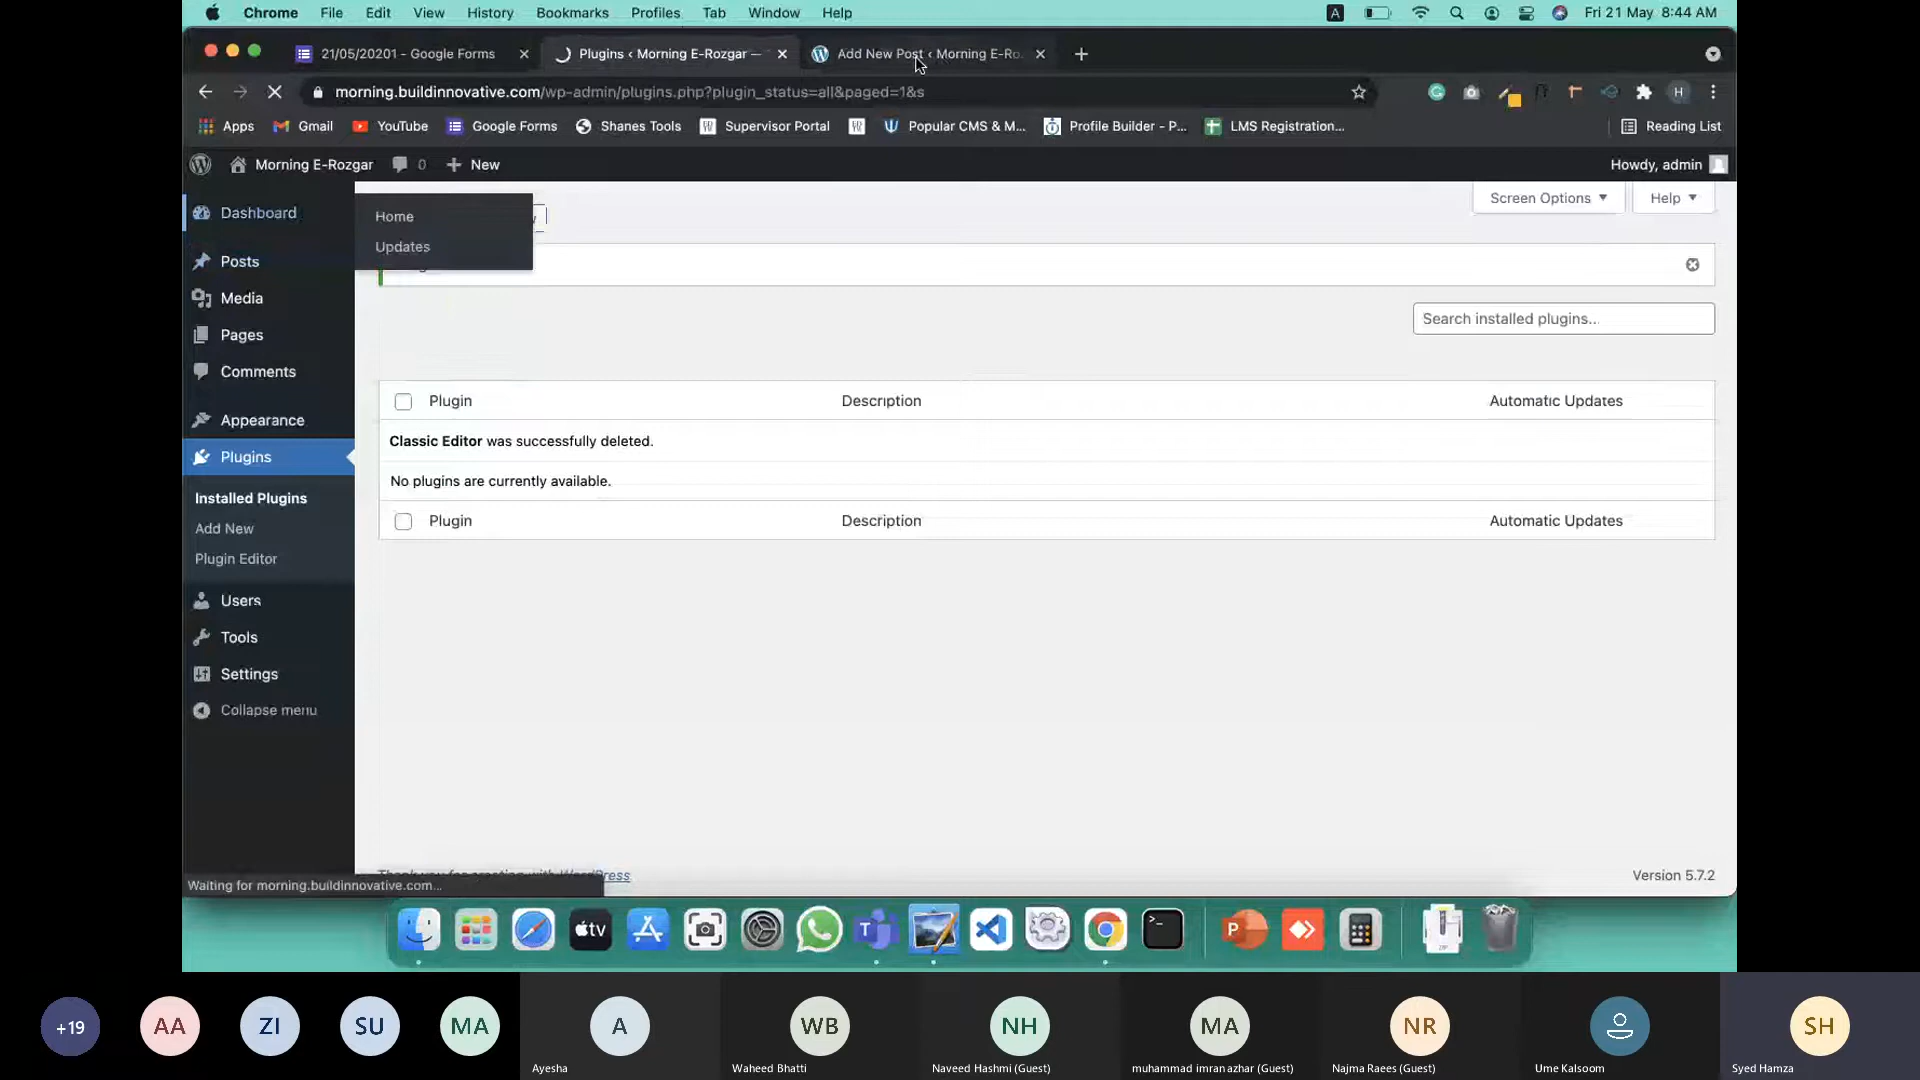 Chrome File Edit View History Bookmarks Profiles Tab Window Help A Fri 21 May 8:44 AM
21/05/20201 - Google Forms Plugins ‹ Morning E-Rozgar — Add New Post ‹ Morning E-Ro
morning.buildinnovative.com/wp-admin/plugins.php?plugin_status=all&paged=1&s H
Apps Gmail YouTube Google Forms Shanes Tools Supervisor Portal Popular CMS & M... Profile Builder - P... LMS Registration... Reading List
Morning E-Rozgar 0 New Howdy, admin
Dashboard
Home
Updates
Screen Options Help
Posts
Media
Pages
Comments
Appearance
Plugins
Installed Plugins
Add New
Plugin Editor
Users
Tools
Settings
Collapse menu
Search installed plugins...
Plugin Description Automatic Updates
Classic Editor was successfully deleted.
No plugins are currently available.
Plugin Description Automatic Updates
Thank you for creating with WordPress
Version 5.7.2
Waiting for morning.buildinnovative.com...
tv
+19 AA ZI SU MA A WB NH MA NR SH
Ayesha Waheed Bhatti Naveed Hashmi (Guest) muhammad imran azhar (Guest) Najma Raees (Guest) Ume Kalsoom Syed Hamza